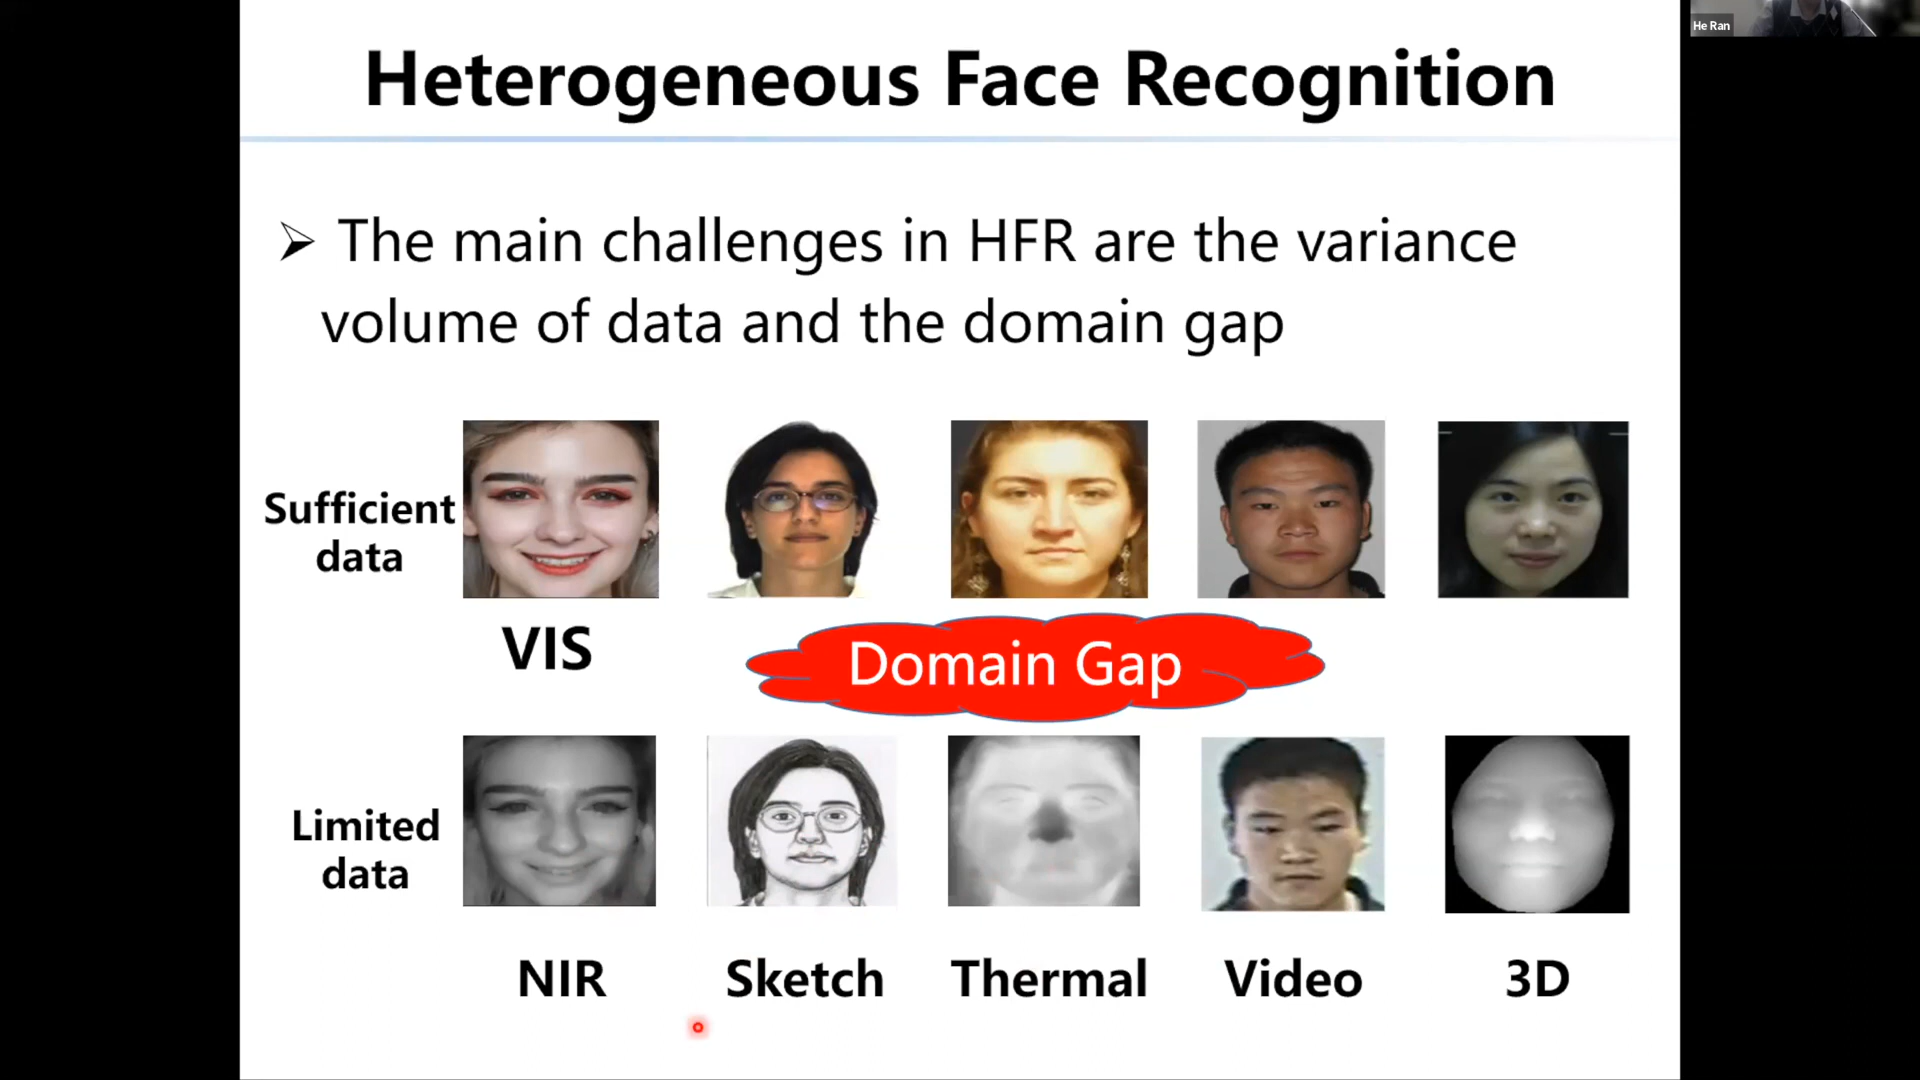 Heterogeneous Face Recognition
He Ran
➢ The main challenges in HFR are the variance
volume of data and the domain gap
Sufficient
data
VIS
Domain Gap
Limited
data
NIR Sketch Thermal Video 3D